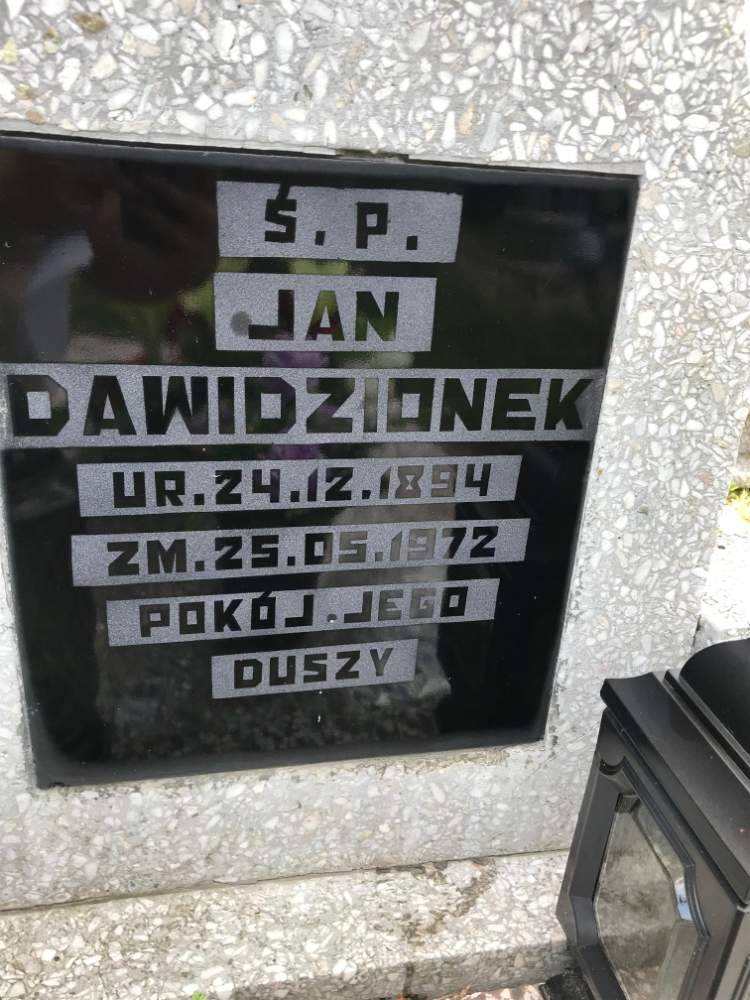 Ś.P.
JAN
DAWIDZIONEK
UR.24.12.1894
ZM.25.05.1972
POKÓJ.JEGO
DUSZY